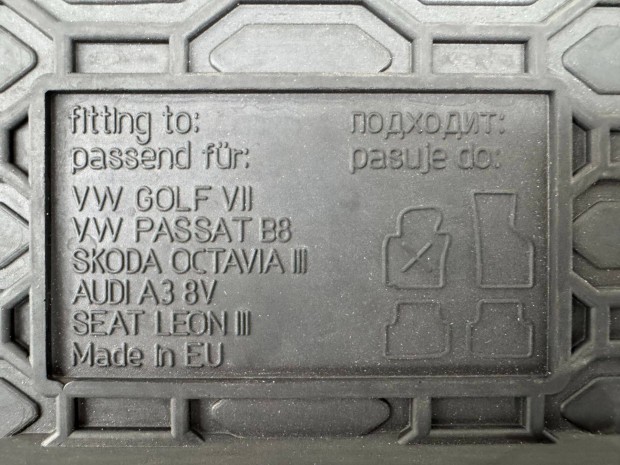 fitting to:
passend für:
подходит:
pasuje do:
VW GOLF VII
VW PASSAT B8
SKODA OCTAVIA III
AUDI A3 8V
SEAT LEON III
Made in EU